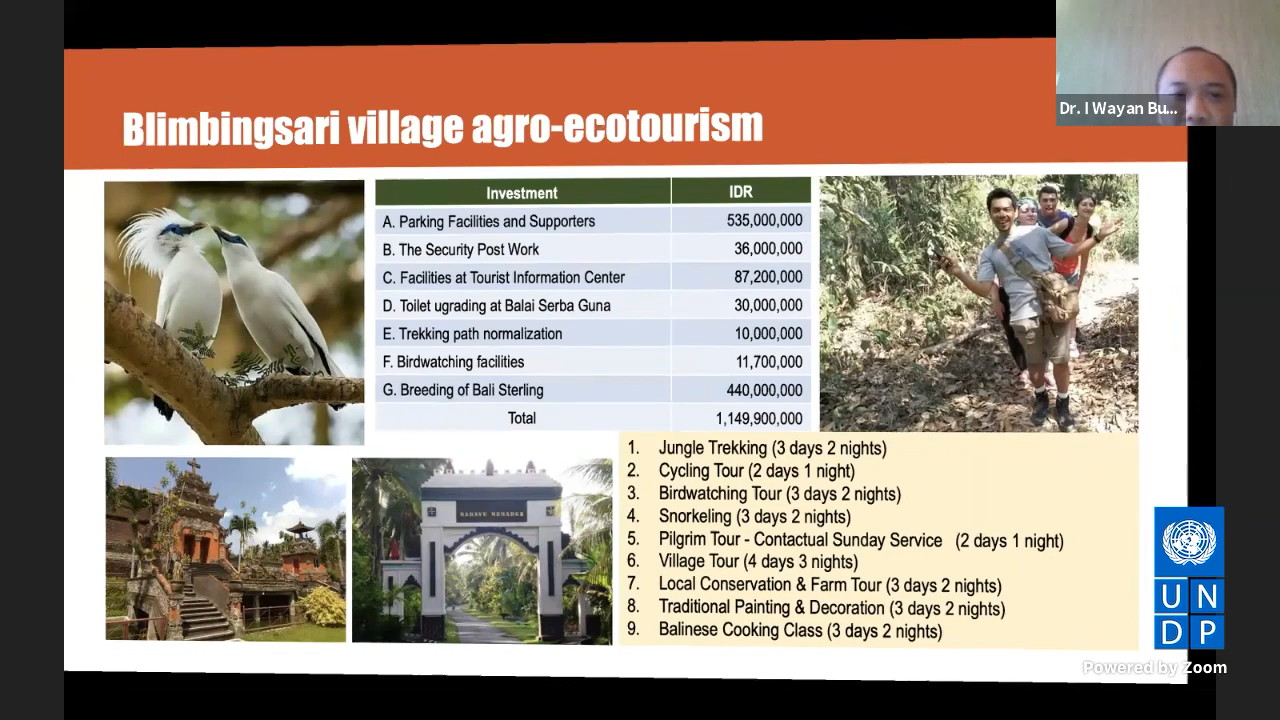 Dr. I Wayan Bu...
Blimbingsari village agro-ecotourism
Investment IDR
A. Parking Facilities and Supporters 535,000,000
B. The Security Post Work 36,000,000
C. Facilities at Tourist Information Center 87,200,000
D. Toilet ugrading at Balai Serba Guna 30,000,000
E. Trekking path normalization 10,000,000
F. Birdwatching facilities 11,700,000
G. Breeding of Bali Sterling 440,000,000
Total 1,149,900,000
1. Jungle Trekking (3 days 2 nights)
2. Cycling Tour (2 days 1 night)
3. Birdwatching Tour (3 days 2 nights)
4. Snorkeling (3 days 2 nights)
5. Pilgrim Tour - Contactual Sunday Service (2 days 1 night)
6. Village Tour (4 days 3 nights)
7. Local Conservation & Farm Tour (3 days 2 nights)
8. Traditional Painting & Decoration (3 days 2 nights)
9. Balinese Cooking Class (3 days 2 nights)
U N
D P
Powered by Zoom